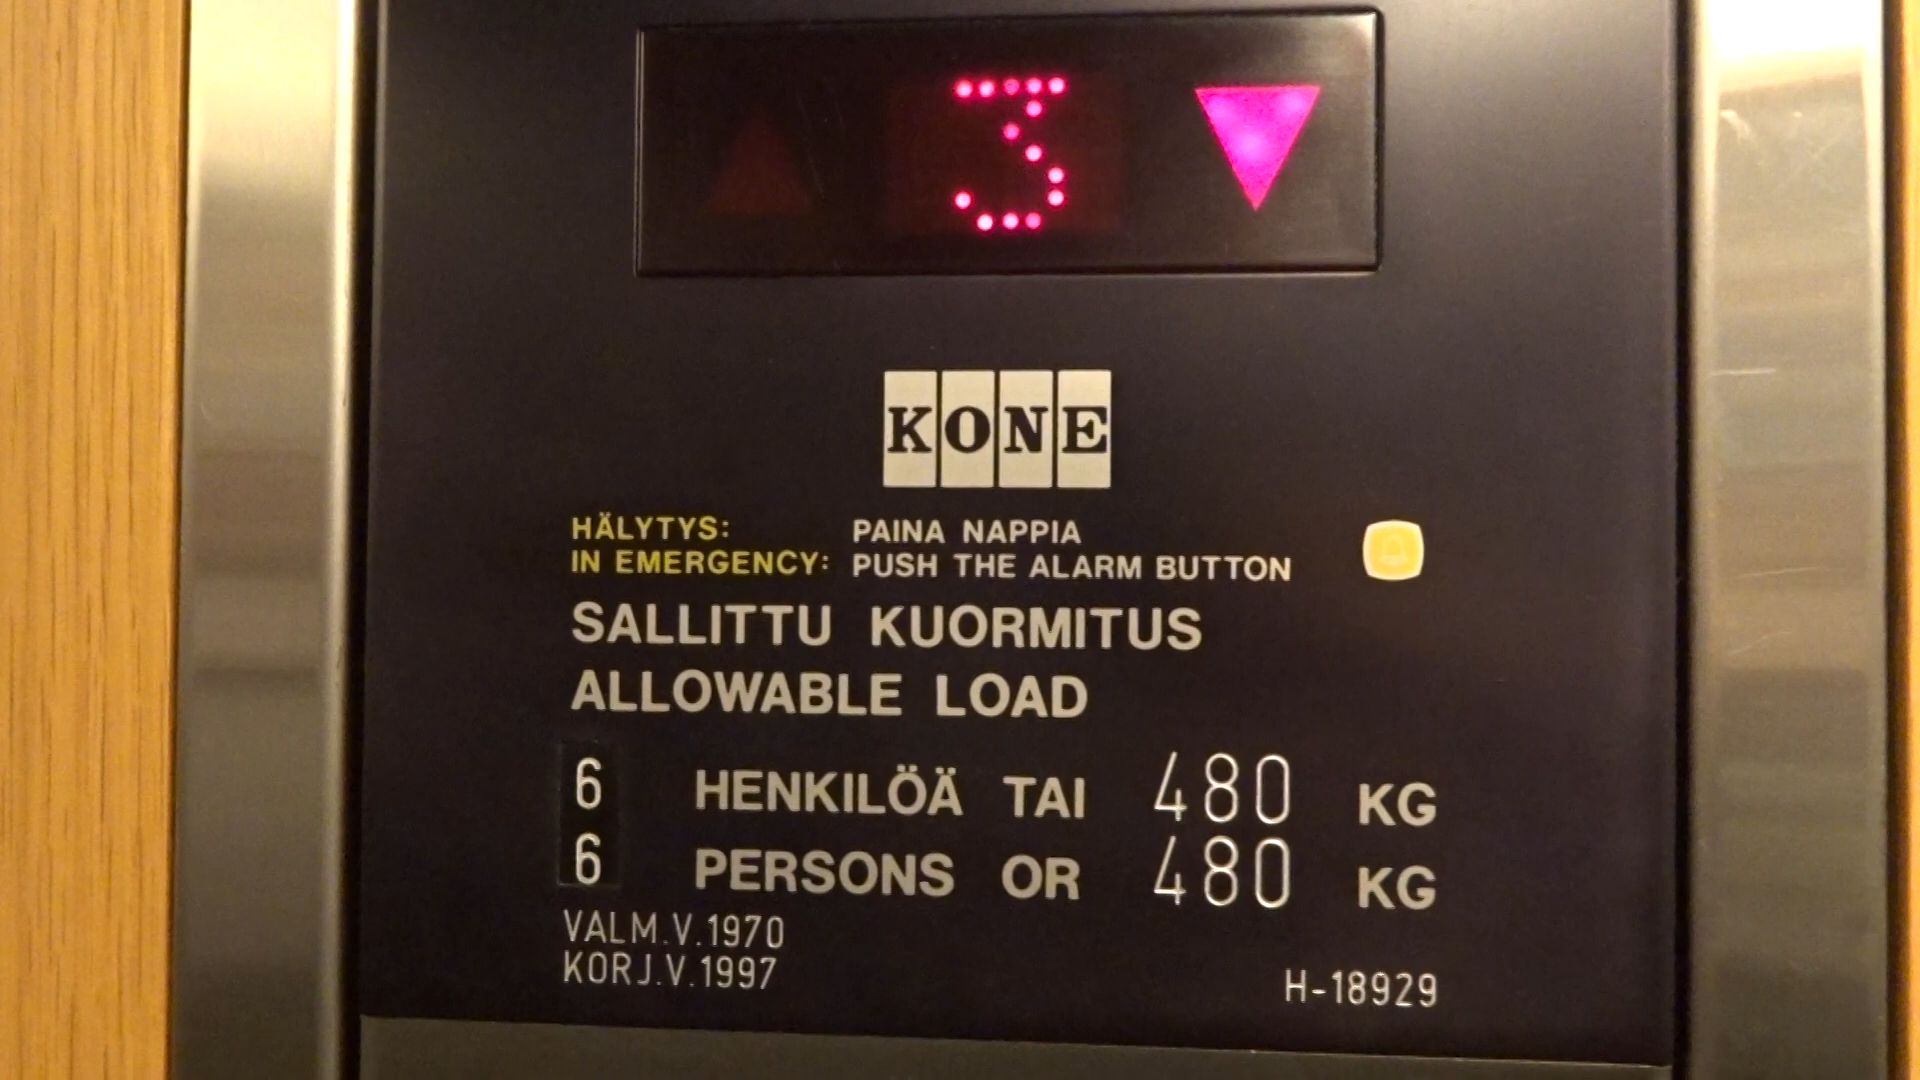 3
KONE
HÄLYTYS: PAINA NAPPIA
IN EMERGENCY: PUSH THE ALARM BUTTON
SALLITTU KUORMITUS
ALLOWABLE LOAD
6 HENKILÖÄ TAI 480 KG
6 PERSONS OR 480 KG
VALM.V.1970
KORJ.V.1997
H-18929